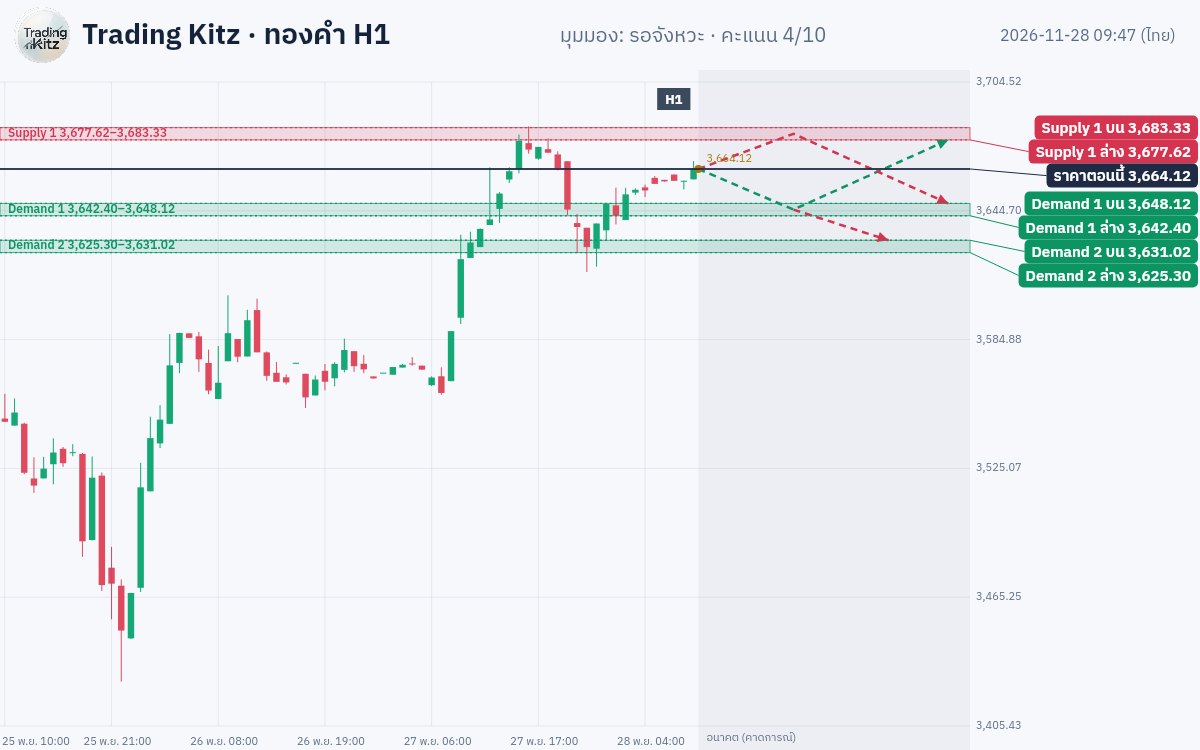 Trading Kitz
Trading Kitz · ทองคำ H1
มุมมอง: รอจังหวะ · คะแนน 4/10
2026-11-28 09:47 (ไทย)
3,704.52
H1
Supply 1 3,677.62–3,683.33
Supply 1 บน 3,683.33
Supply 1 ล่าง 3,677.62
3,664.12
ราคาตอนนี้ 3,664.12
Demand 1 3,642.40–3,648.12
3,644.70
Demand 1 บน 3,648.12
Demand 1 ล่าง 3,642.40
Demand 2 3,625.30–3,631.02
Demand 2 บน 3,631.02
Demand 2 ล่าง 3,625.30
3,584.88
3,525.07
3,465.25
3,405.43
25 พ.ย. 10:00
25 พ.ย. 21:00
26 พ.ย. 08:00
26 พ.ย. 19:00
27 พ.ย. 06:00
27 พ.ย. 17:00
28 พ.ย. 04:00
อนาคต (คาดการณ์)